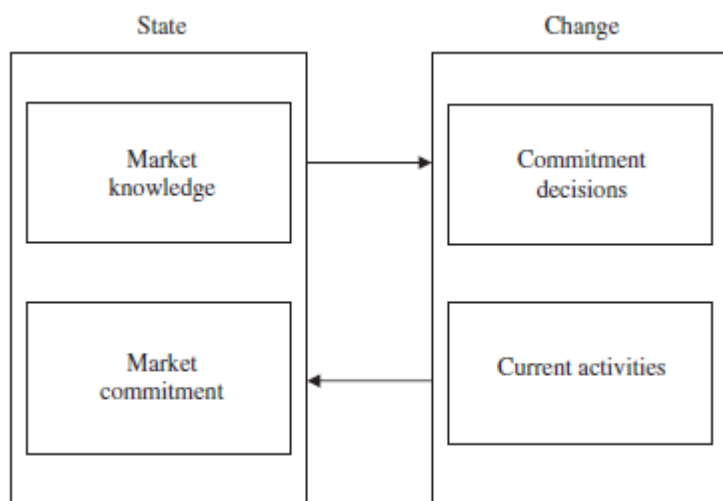 State
Change
Market
knowledge
Commitment
decisions
Market
commitment
Current activities